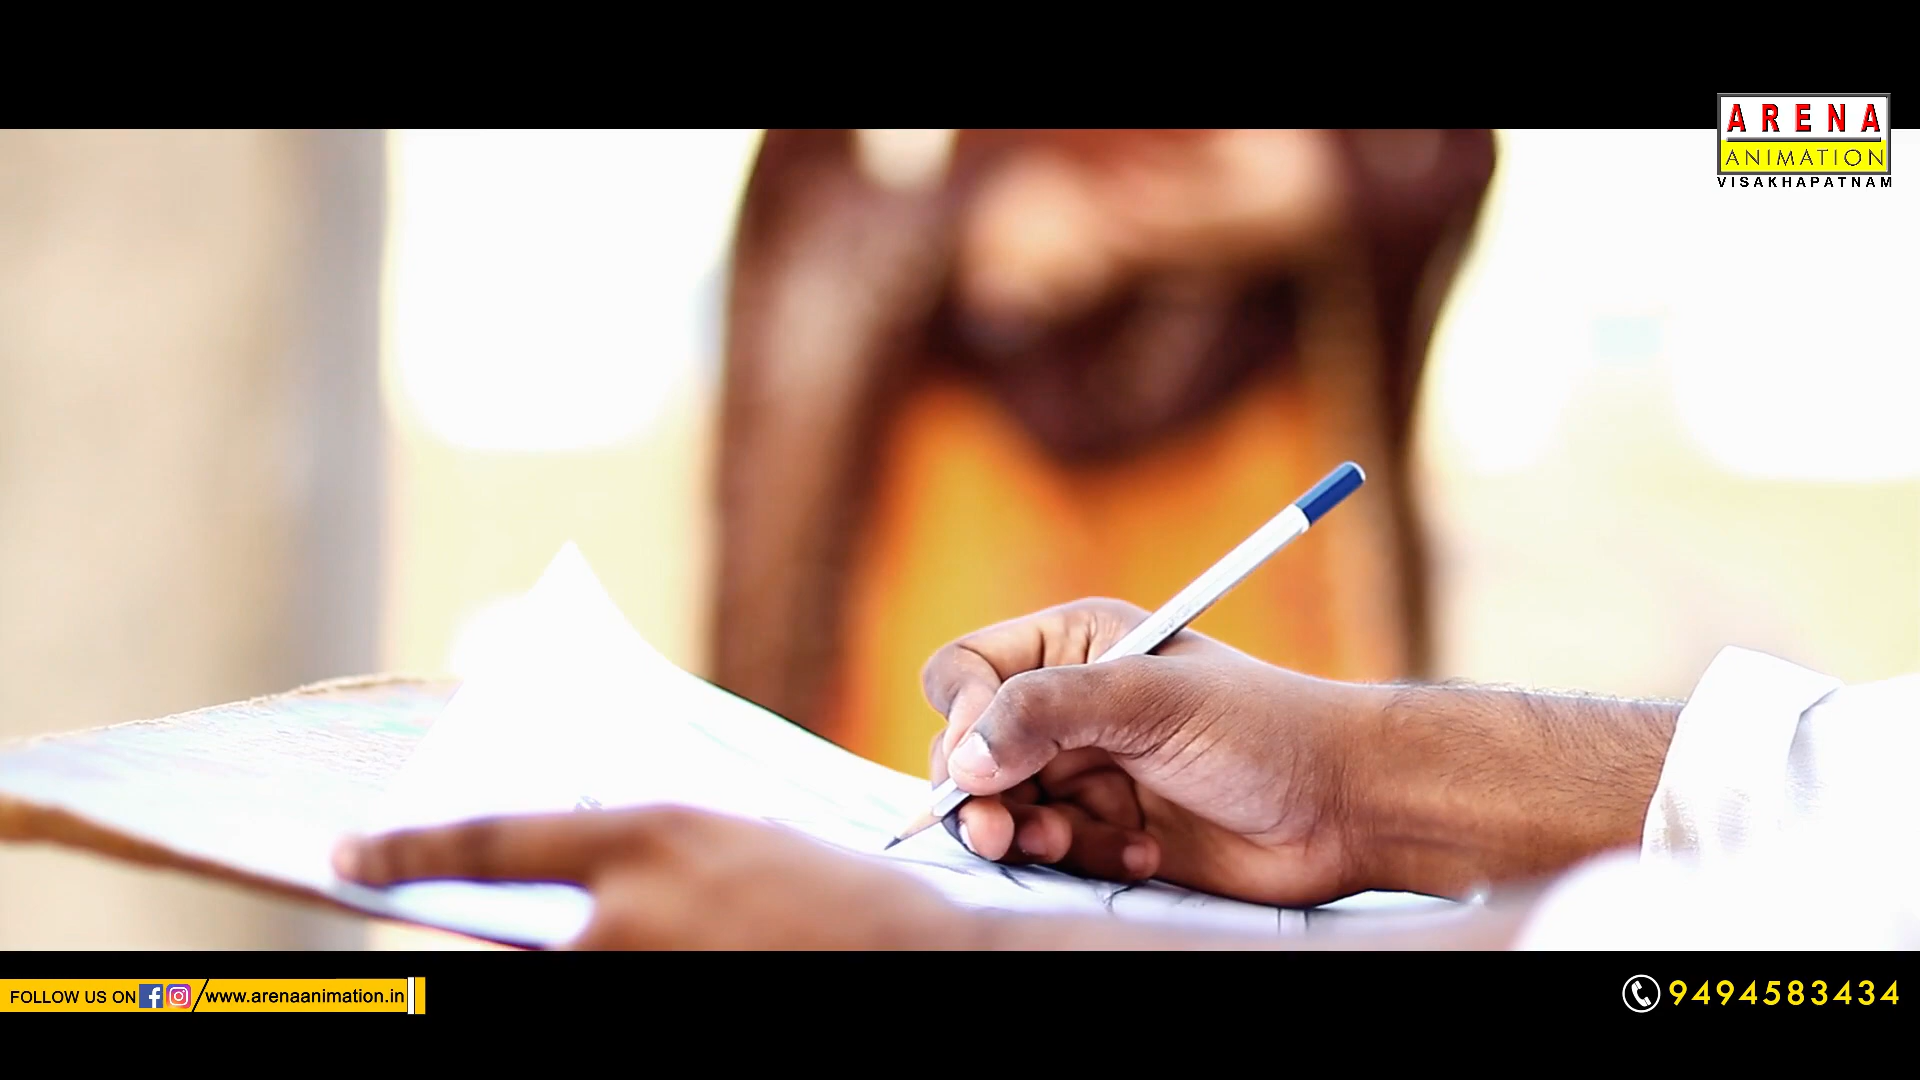 ARENA
ANIMATION
VISAKHAPATNAM
FOLLOW US ON
www.arenaanimation.in
9494583434